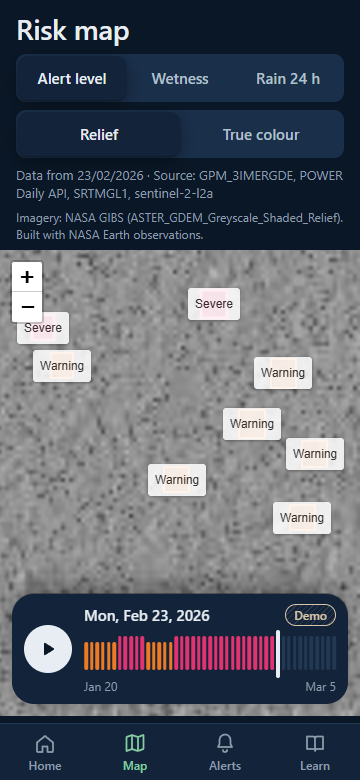 Risk map
Alert level
Wetness
Rain 24 h
Relief
True colour
Data from 23/02/2026 · Source: GPM_3IMERGDE, POWER
Daily API, SRTMGL1, sentinel-2-l2a
Imagery: NASA GIBS (ASTER_GDEM_Greyscale_Shaded_Relief).
Built with NASA Earth observations.
+
−
Severe
Severe
Warning
Warning
Warning
Warning
Warning
Warning
Mon, Feb 23, 2026
Demo
Jan 20
Mar 5
Home
Map
Alerts
Learn